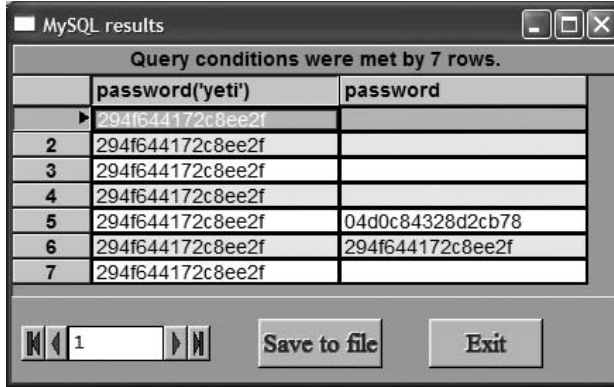 MySQL results
Query conditions were met by 7 rows.
password('yeti') password
294f644172c8ee2f
2 294f644172c8ee2f
3 294f644172c8ee2f
4 294f644172c8ee2f
5 294f644172c8ee2f 04d0c84328d2cb78
6 294f644172c8ee2f 294f644172c8ee2f
7 294f644172c8ee2f
1 Save to file Exit